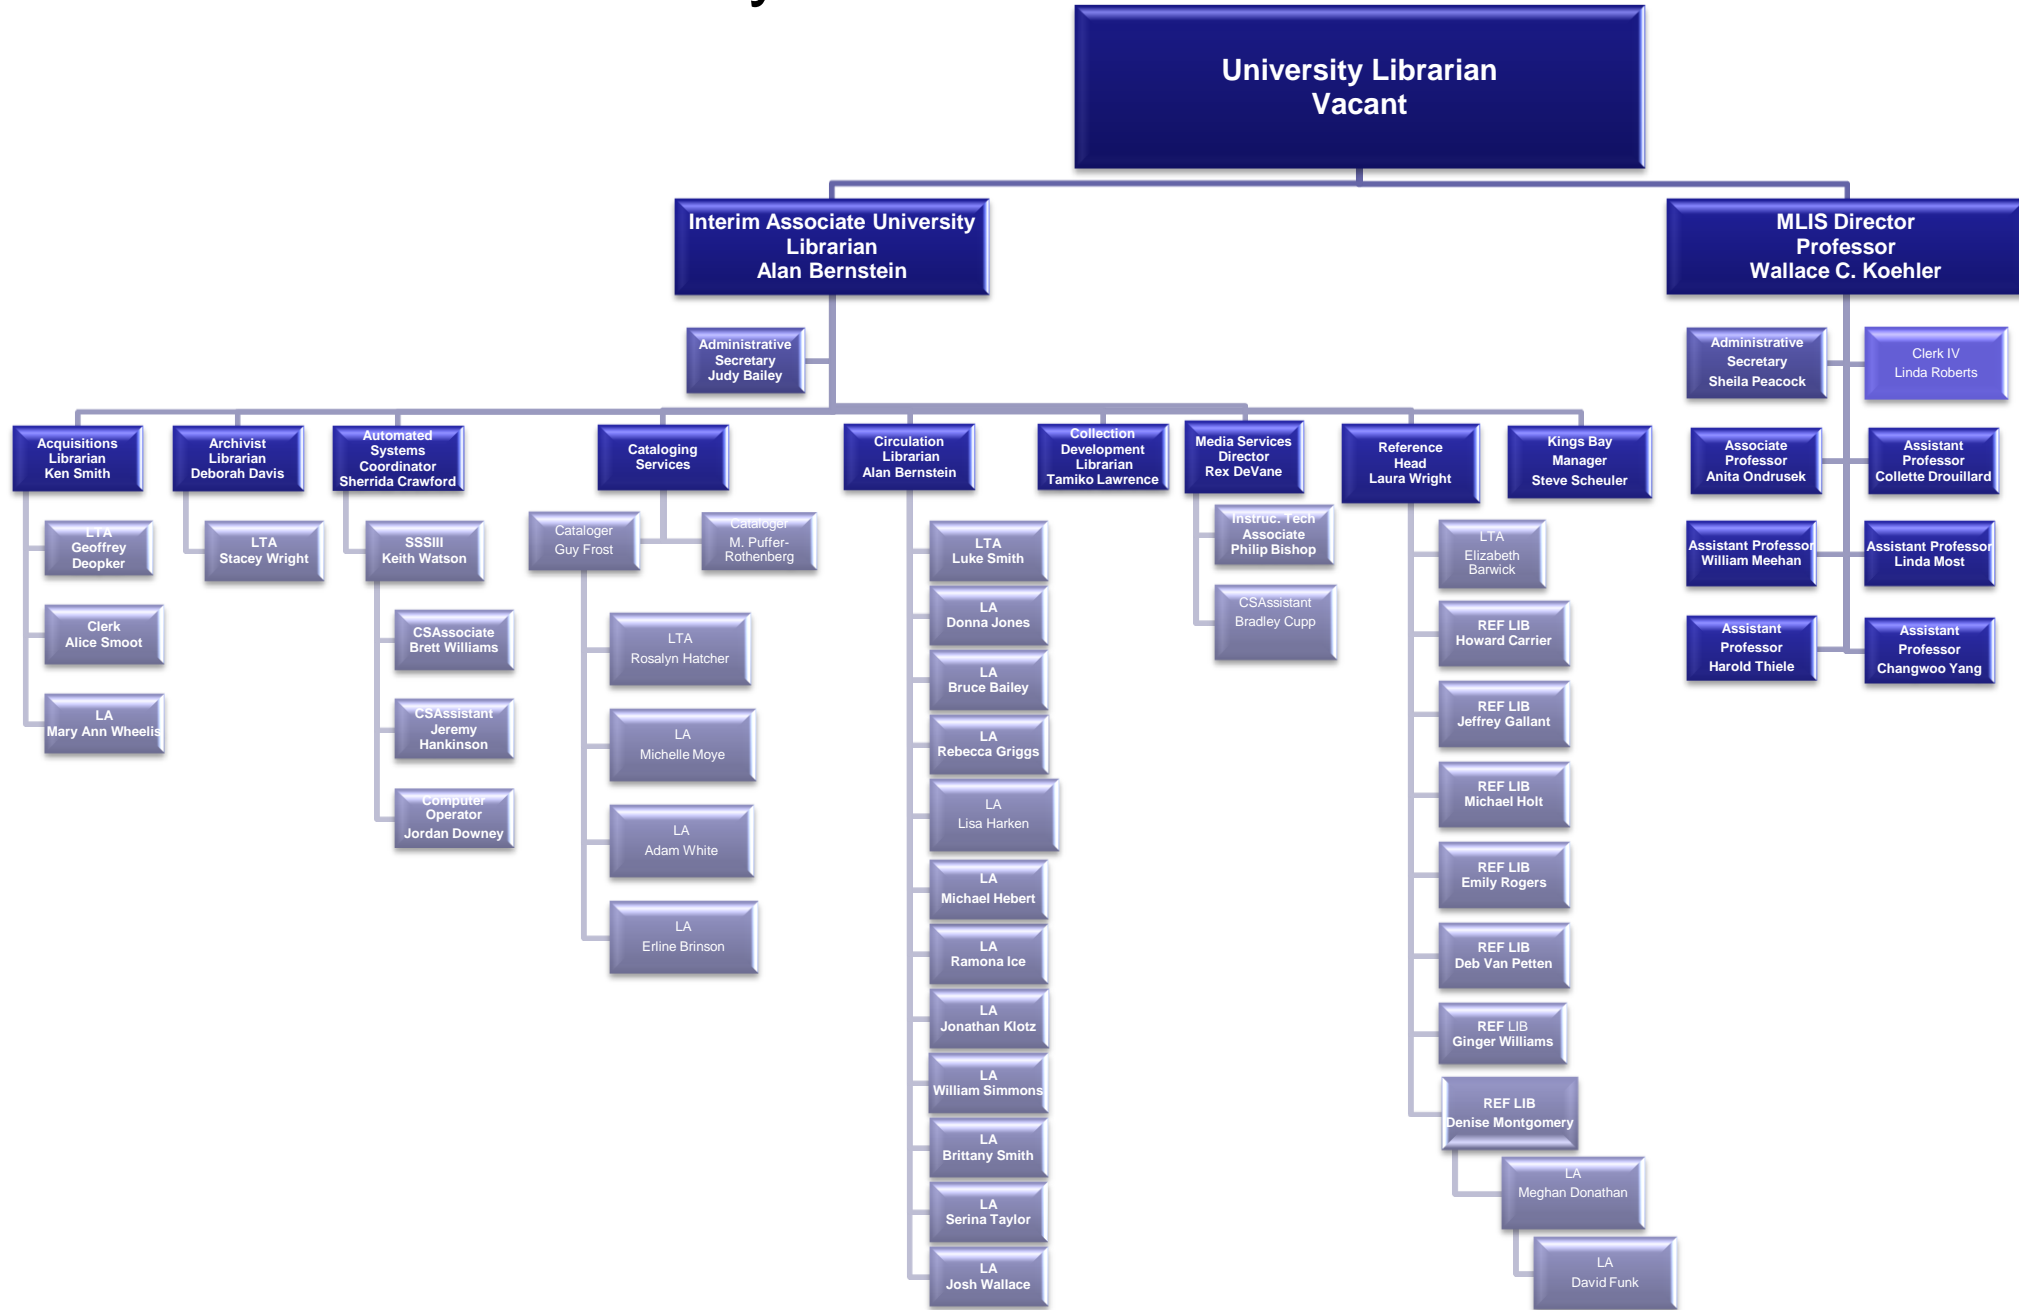 University Librarian
Vacant
Interim Associate University
Librarian
Alan Bernstein
MLIS Director
Professor
Wallace C. Koehler
Administrative
Secretary
Judy Bailey
Administrative
Secretary
Sheila Peacock
Clerk IV
Linda Roberts
Acquisitions
Librarian
Ken Smith
Archivist
Librarian
Deborah Davis
Automated
Systems
Coordinator
Sherrida Crawford
Cataloging
Services
Circulation
Librarian
Alan Bernstein
Collection
Development
Librarian
Tamiko Lawrence
Media Services
Director
Rex DeVane
Reference
Head
Laura Wright
Kings Bay
Manager
Steve Scheuler
Associate
Professor
Anita Ondrusek
Assistant
Professor
Collette Drouillard
Assistant Professor
William Meehan
Assistant Professor
Linda Most
Assistant
Professor
Harold Thiele
Assistant
Professor
Changwoo Yang
LTA
Geoffrey
Deopker
Clerk
Alice Smoot
LA
Mary Ann Wheelis
LTA
Stacey Wright
SSSIII
Keith Watson
CSAssociate
Brett Williams
CSAssistant
Jeremy
Hankinson
Computer
Operator
Jordan Downey
Cataloger
Guy Frost
Cataloger
M. Puffer-
Rothenberg
LTA
Rosalyn Hatcher
LA
Michelle Moye
LA
Adam White
LA
Erline Brinson
LTA
Luke Smith
LA
Donna Jones
LA
Bruce Bailey
LA
Rebecca Griggs
LA
Lisa Harken
LA
Michael Hebert
LA
Ramona Ice
LA
Jonathan Klotz
LA
William Simmons
LA
Brittany Smith
LA
Serina Taylor
LA
Josh Wallace
Instruc. Tech
Associate
Philip Bishop
CSAssistant
Bradley Cupp
LTA
Elizabeth
Barwick
REF LIB
Howard Carrier
REF LIB
Jeffrey Gallant
REF LIB
Michael Holt
REF LIB
Emily Rogers
REF LIB
Deb Van Petten
REF LIB
Ginger Williams
REF LIB
Denise Montgomery
LA
Meghan Donathan
LA
David Funk